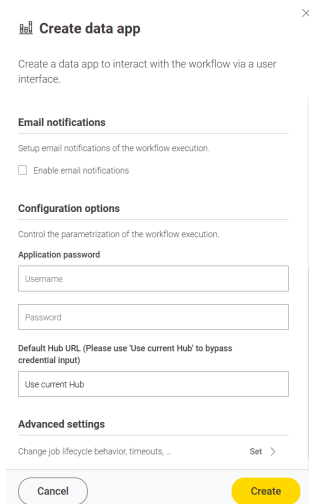 Create data app
Create a data app to interact with the workflow via a user
interface.
Email notifications
Setup email notifications of the workflow execution.
Enable email notifications
Configuration options
Control the parametrization of the workflow execution.
Application password
Username
Password
Default Hub URL (Please use 'Use current Hub' to bypass
credential input)
Use current Hub
Advanced settings
Change job lifecycle behavior, timeouts, ...
Set
Cancel
Create